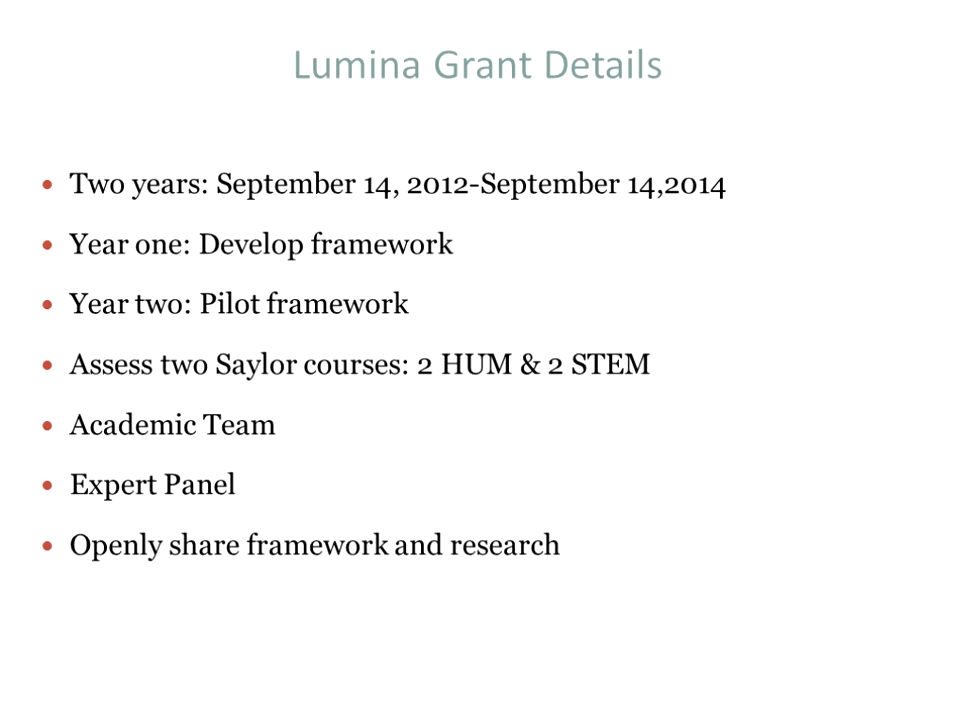 Lumina Grant Details
• Two years: September 14, 2012-September 14,2014
• Year one: Develop framework
• Year two: Pilot framework
• Assess two Saylor courses: 2 HUM & 2 STEM
• Academic Team
• Expert Panel
• Openly share framework and research